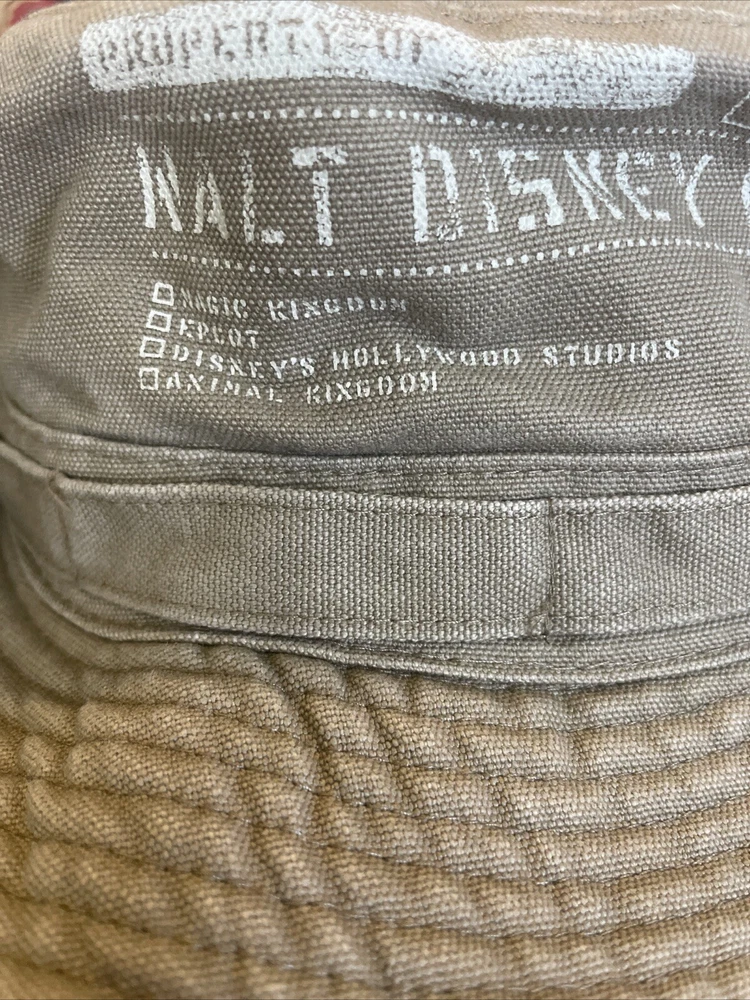 PROPERTY OF
WALT DISNEY
MAGIC KINGDOM
EPCOT
DISNEY'S HOLLYWOOD STUDIOS
ANIMAL KINGDOM